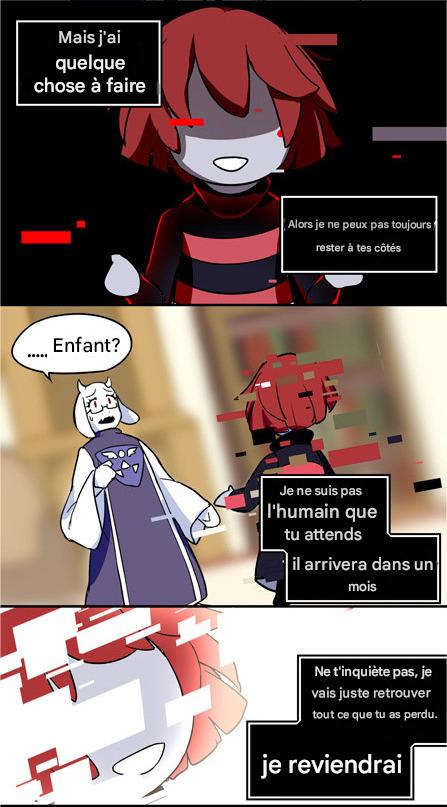 Mais j'ai
quelque
chose à faire
Alors je ne peux pas toujours
rester à tes côtés
..... Enfant?
Je ne suis pas
l'humain que
tu attends
il arrivera dans un
mois
Ne t'inquiète pas, je
vais juste retrouver
tout ce que tu as perdu.
je reviendrai